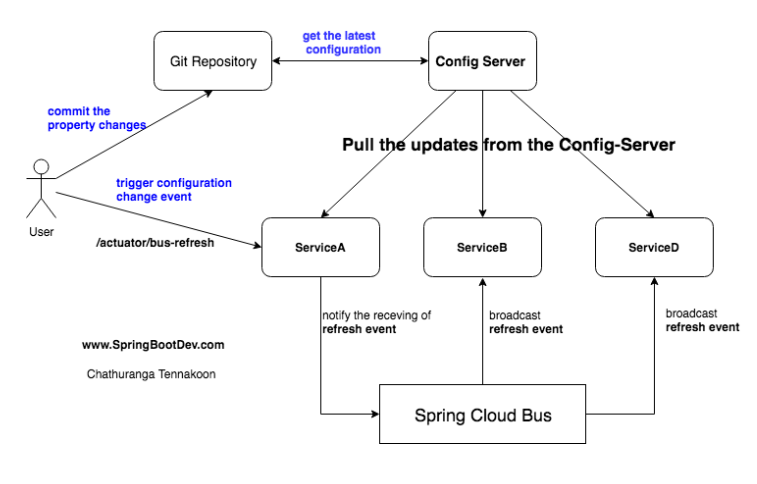 get the latest
configuration
Git Repository
Config Server
commit the
property changes
Pull the updates from the Config-Server
trigger configuration
change event
User
/actuator/bus-refresh
ServiceA
ServiceB
ServiceD
notify the receving of
refresh event
broadcast
refresh event
broadcast
refresh event
www.SpringBootDev.com
Chathuranga Tennakoon
Spring Cloud Bus